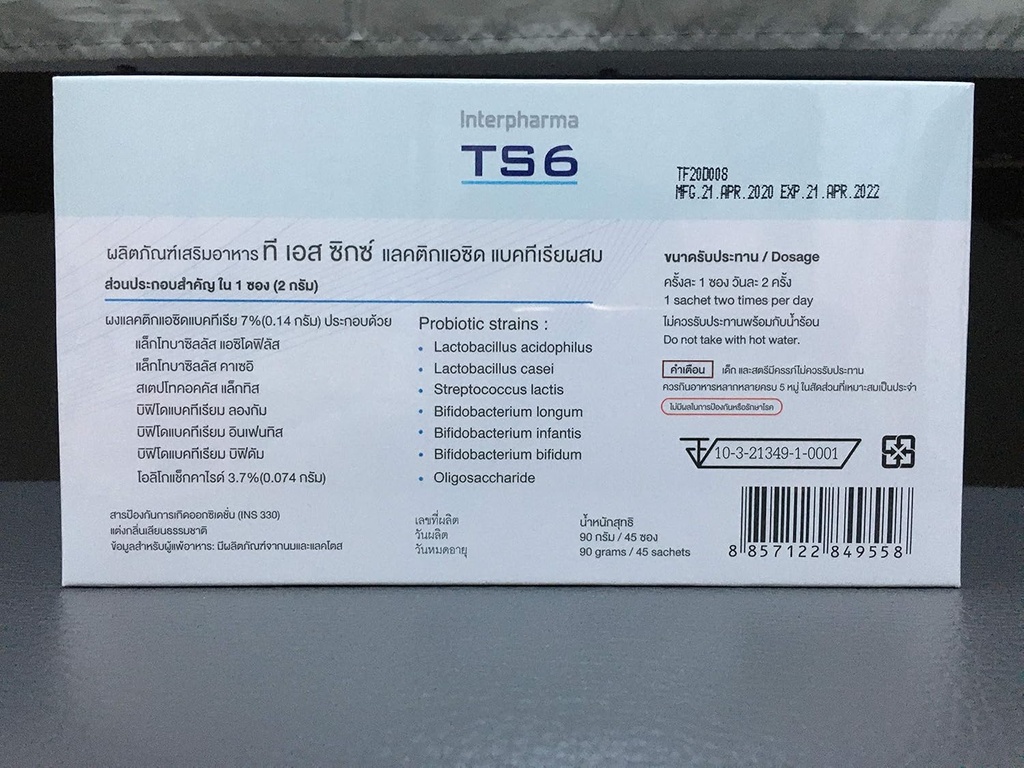 Interpharma
TS6
TF20D008
MFG.21.APR.2020 EXP.21.APR.2022
ผลิตภัณฑ์เสริมอาหาร ที เอส ซิกซ์ แลคติกแอซิด แบคทีเรียผสม
ส่วนประกอบสำคัญ ใน 1 ซอง (2 กรัม)
ผงแลคติกแอซิดแบคทีเรีย 7%(0.14 กรัม) ประกอบด้วย
แล็กโทบาซิลลัส แอซิโดฟิลัส
แล็กโทบาซิลลัส คาเซอิ
สเตปโทคอคคัส แล็กทิส
บิฟิโดแบคทีเรียม ลองกัม
บิฟิโดแบคทีเรียม อินเฟนทิส
บิฟิโดแบคทีเรียม บิฟิดัม
โอลิโกแซ็กคาไรด์ 3.7%(0.074 กรัม)
Probiotic strains :
• Lactobacillus acidophilus
• Lactobacillus casei
• Streptococcus lactis
• Bifidobacterium longum
• Bifidobacterium infantis
• Bifidobacterium bifidum
• Oligosaccharide
ขนาดรับประทาน / Dosage
ครั้งละ 1 ซอง วันละ 2 ครั้ง
1 sachet two times per day
ไม่ควรรับประทานพร้อมกับน้ำร้อน
Do not take with hot water.
คำเตือน เด็ก และสตรีมีครรภ์ไม่ควรรับประทาน
ควรกินอาหารหลากหลายครบ 5 หมู่ ในสัดส่วนที่เหมาะสมเป็นประจำ
ไม่มีผลในการป้องกันหรือรักษาโรค
10-3-21349-1-0001
สารป้องกันการเกิดออกซิเดชั่น (INS 330)
แต่งกลิ่นเลียนธรรมชาติ
ข้อมูลสำหรับผู้แพ้อาหาร: มีผลิตภัณฑ์จากนมและแลคโตส
เลขที่ผลิต
วันผลิต
วันหมดอายุ
น้ำหนักสุทธิ
90 กรัม / 45 ซอง
90 grams / 45 sachets
8 857122 849558